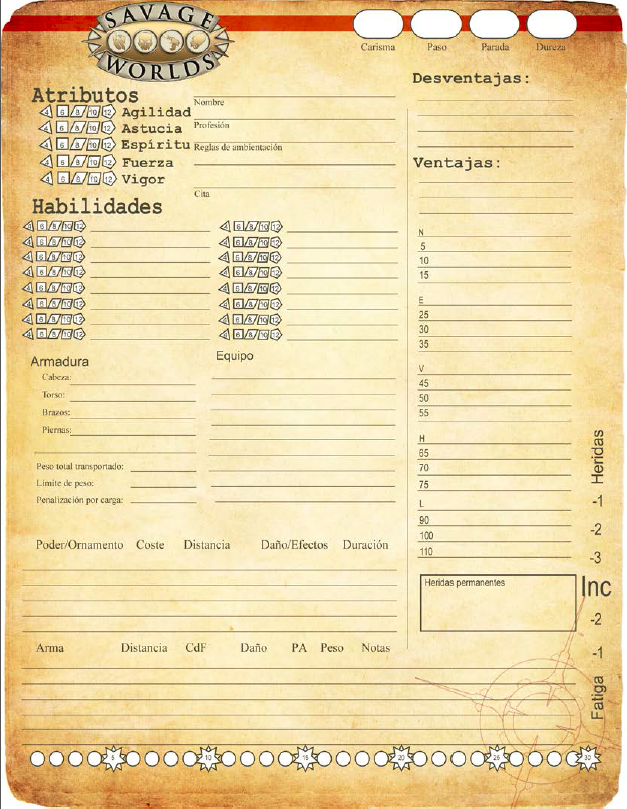 SAVAGE
WORLDS
Carisma Paso Parada Dureza
Desventajas:
Atributos
4 6 8 10 12 Agilidad
4 6 8 10 12 Astucia
4 6 8 10 12 Espíritu
4 6 8 10 12 Fuerza
4 6 8 10 12 Vigor
Nombre
Profesión
Reglas de ambientación
Cita
Ventajas:
Habilidades
4 6 8 10 12 4 6 8 10 12
4 6 8 10 12 4 6 8 10 12
4 6 8 10 12 4 6 8 10 12
4 6 8 10 12 4 6 8 10 12
4 6 8 10 12 4 6 8 10 12
4 6 8 10 12 4 6 8 10 12
4 6 8 10 12 4 6 8 10 12
4 6 8 10 12 4 6 8 10 12
N
5
10
15
E
25
30
35
V
45
50
55
H
65
70
75
L
90
100
110
Armadura
Cabeza:
Torso:
Brazos:
Piernas:
Peso total transportado:
Límite de peso:
Penalización por carga:
Equipo
Heridas
-1
-2
-3
Inc
-2
-1
Fatiga
Heridas permanentes
Poder/Ornamento Coste Distancia Daño/Efectos Duración
Arma Distancia CdF Daño PA Peso Notas
5 10 15 20 25 30